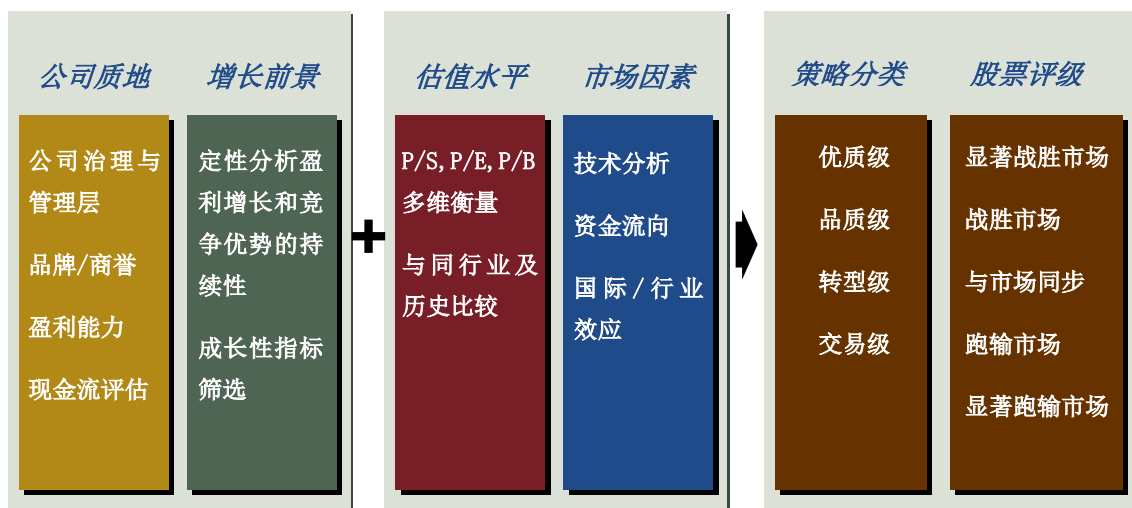 公司质地
公司治理与
管理层
品牌/商誉
盈利能力
现金流评估
增长前景
定性分析盈
利增长和竞
争优势的持
续性
成长性指标
筛选
估值水平
P/S,P/E,P/B
多维衡量
与同行业及
历史比较
市场因素
技术分析
资金流向
国际/行业
效应
策略分类
优质级
品质级
转型级
交易级
股票评级
显著战胜市场
战胜市场
与市场同步
跑输市场
显著跑输市场